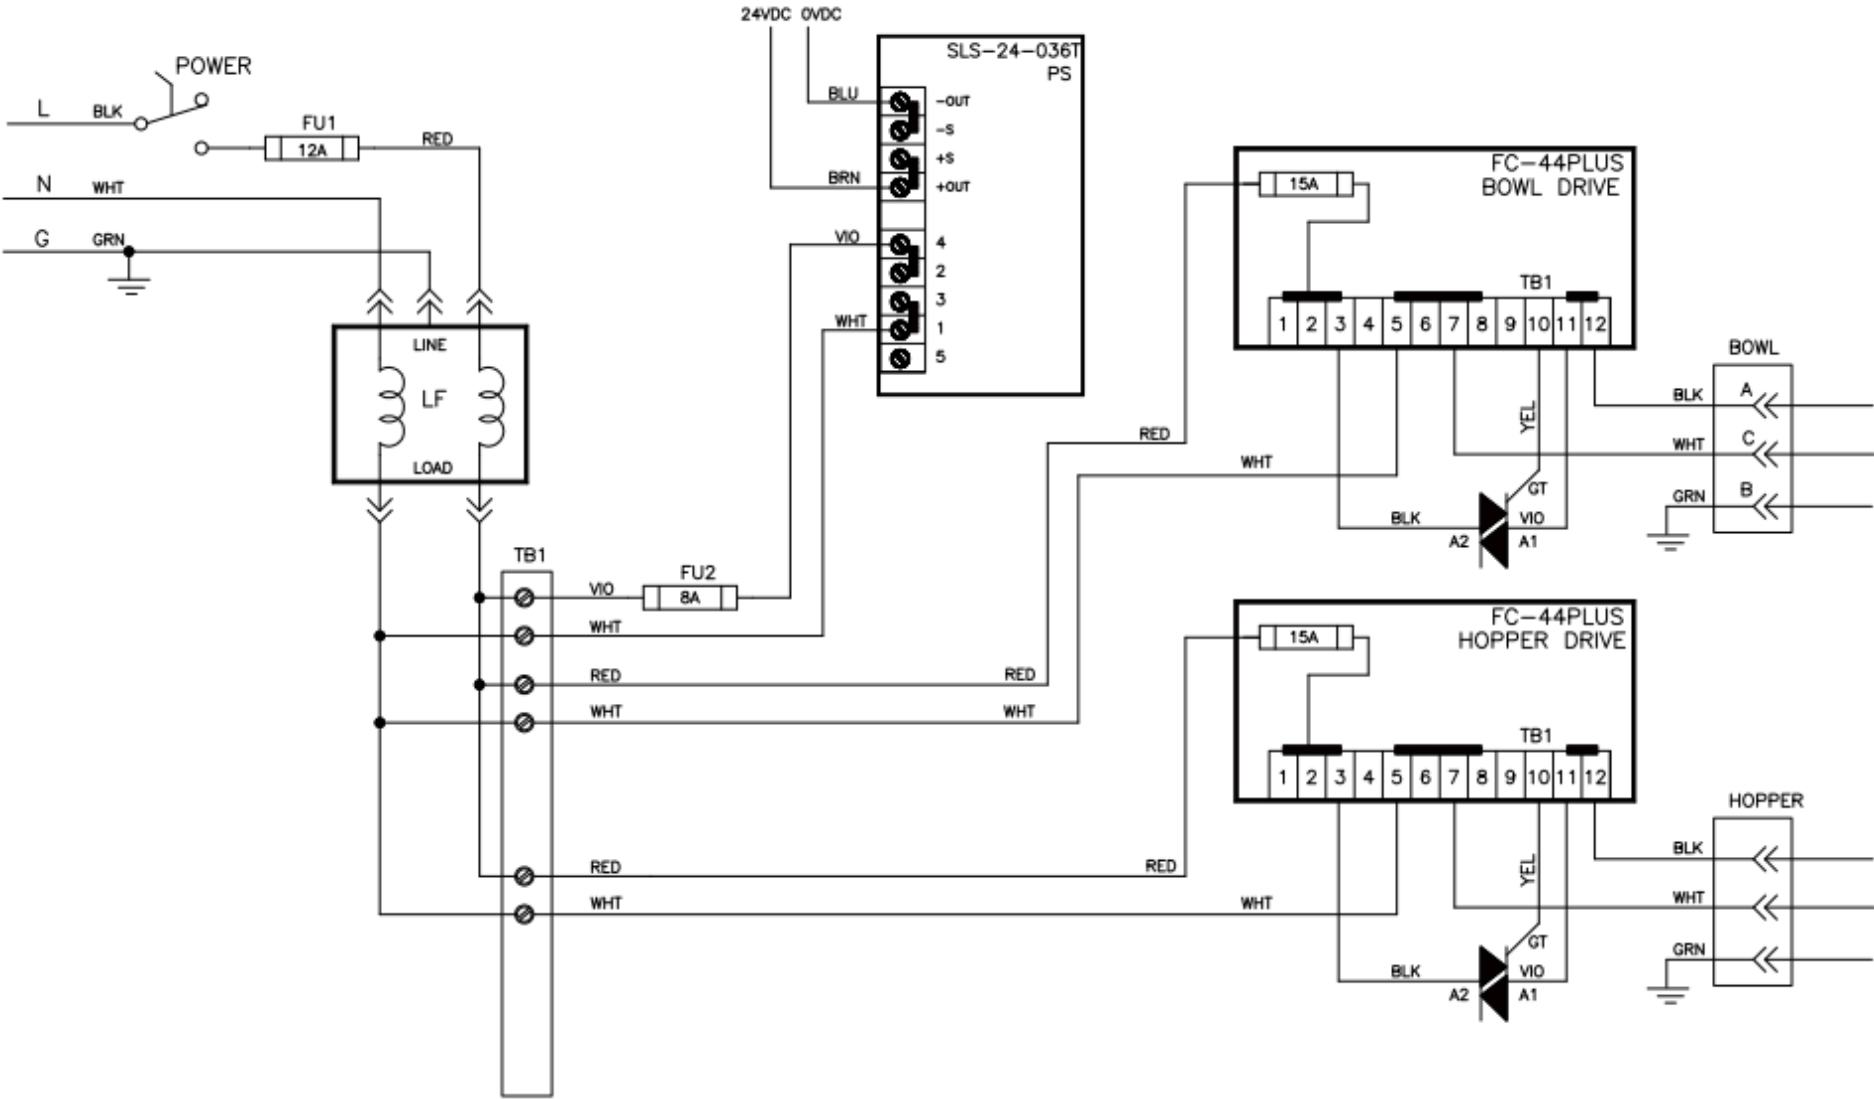 24VDC 0VDC
POWER
L
BLK
FU1
12A
RED
N
WHT
G
GRN
LINE
LF
LOAD
SLS-24-036T
PS
BLU
-OUT
-S
+S
BRN
+OUT
VIO
4
2
3
WHT
1
5
TB1
VIO
FU2
8A
WHT
RED
RED
WHT
WHT
RED
RED
WHT
WHT
RED
WHT
FC-44PLUS
BOWL DRIVE
15A
TB1
1 2 3 4 5 6 7 8 9 10 11 12
YEL
GT
BLK
VIO
A2
A1
BOWL
BLK
A
WHT
C
GRN
B
FC-44PLUS
HOPPER DRIVE
15A
TB1
1 2 3 4 5 6 7 8 9 10 11 12
YEL
GT
BLK
VIO
A2
A1
HOPPER
BLK
WHT
GRN